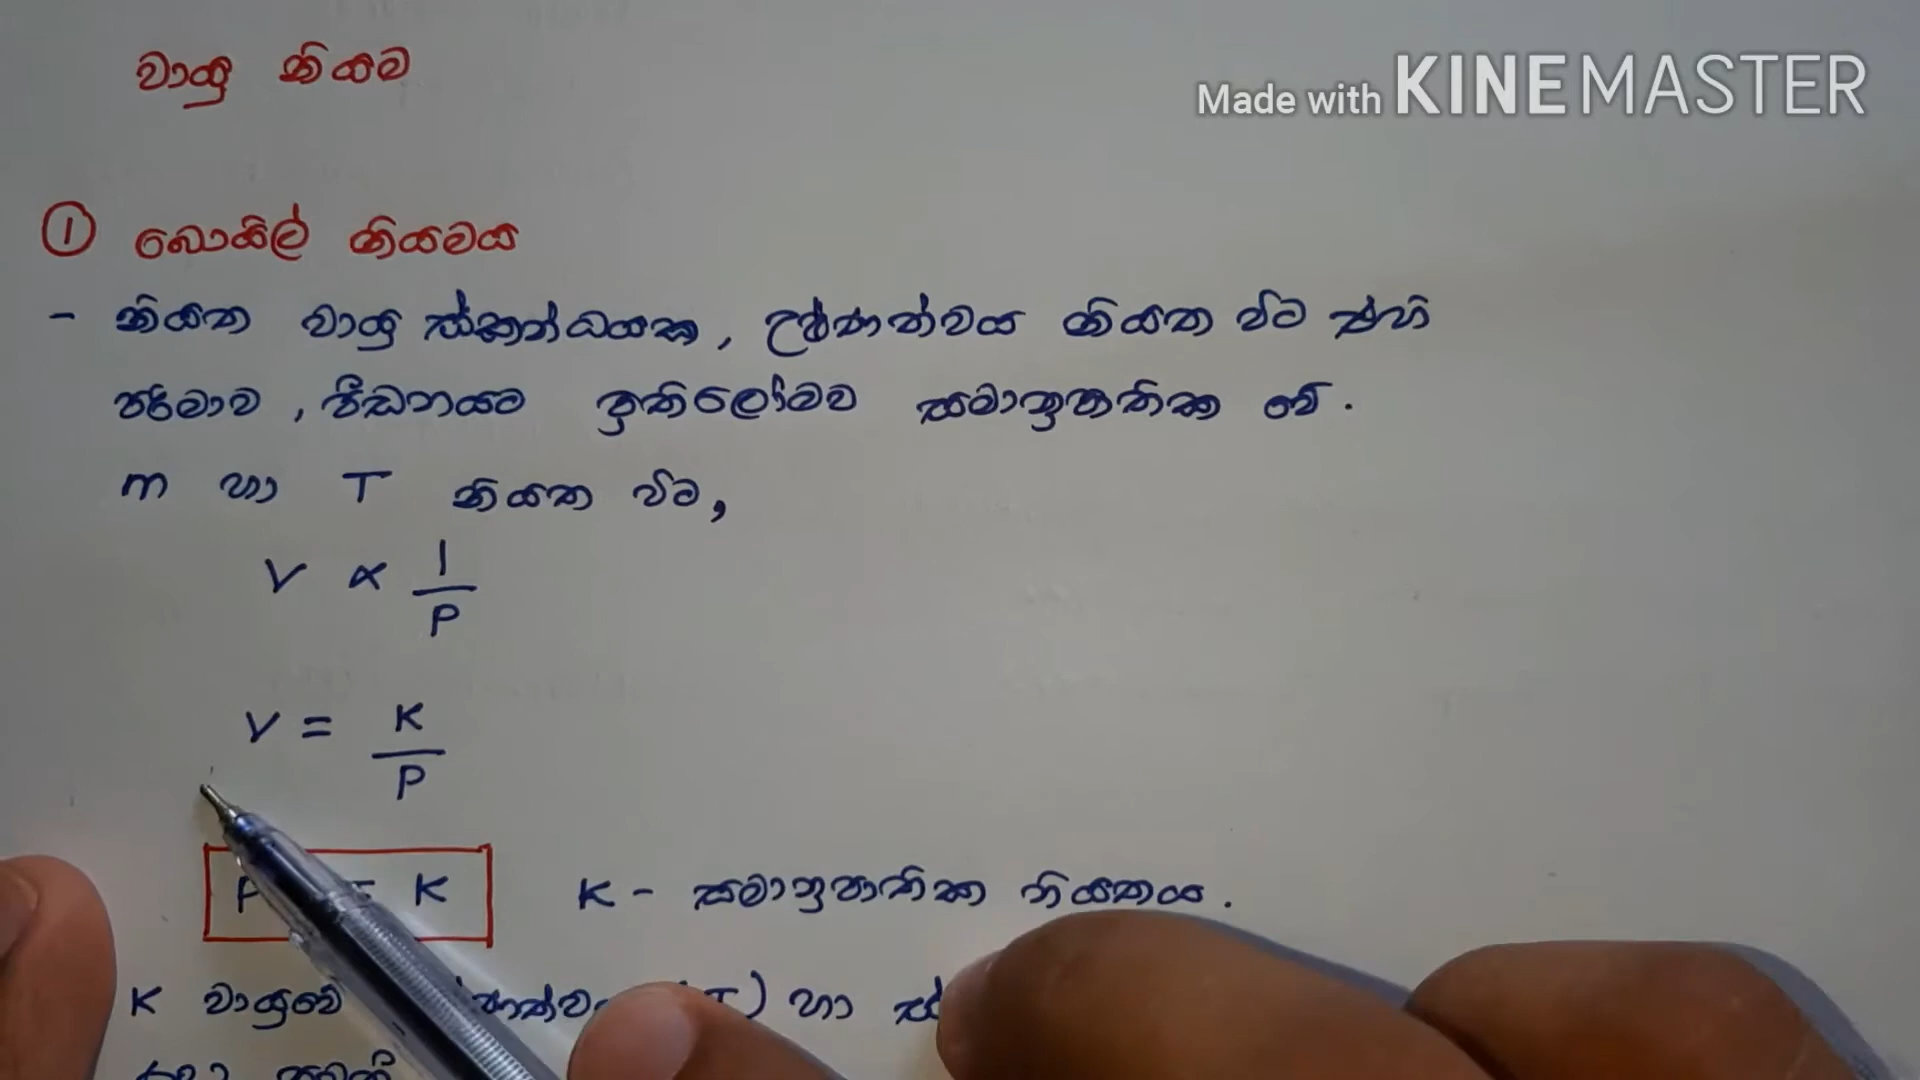 වායු නියම
Made with KINEMASTER
① බොයිල් නියමය
- නියත වායු ස්කන්ධයක, උෂ්ණත්වය නියත විට එහි
පරිමාව, පීඩනයට ප්‍රතිලෝමව සමානුපාතික වේ.
m හා T නියත විට,
V ∝ 1/P
V = K/P
P = K K - සමානුපාතික නියතය.
K වායුවේ T) හා